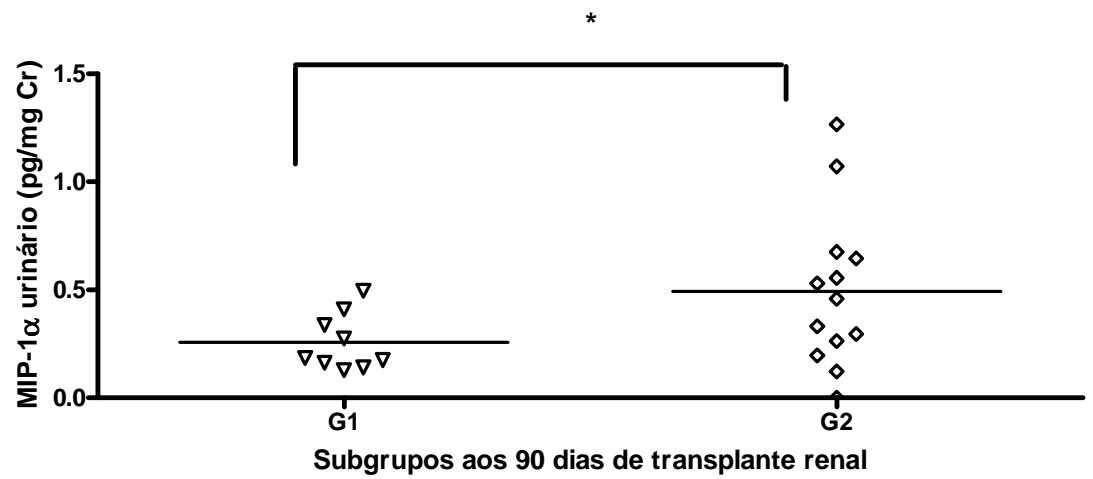 *
MIP-1α urinário (pg/mg Cr)
1.5
1.0
0.5
0.0
G1
G2
Subgrupos aos 90 dias de transplante renal